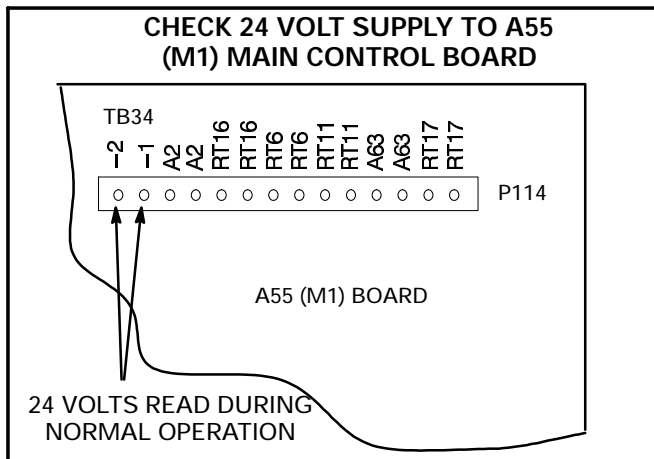 CHECK 24 VOLT SUPPLY TO A55
(M1) MAIN CONTROL BOARD
TB34
−2
−1
A2
A2
RT16
RT16
RT6
RT6
RT11
RT11
A63
A63
RT17
RT17
P114
A55 (M1) BOARD
24 VOLTS READ DURING
NORMAL OPERATION